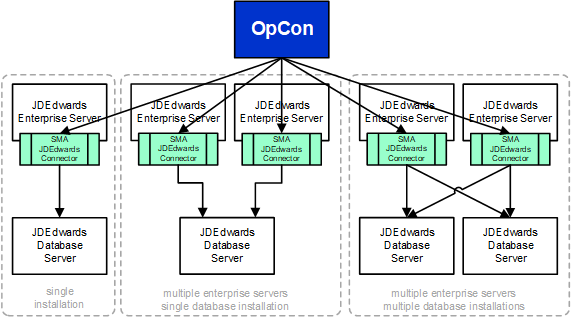 OpCon
JDEdwards
Enterprise Server
SMA
JDEdwards
Connector
JDEdwards
Enterprise Server
SMA
JDEdwards
Connector
JDEdwards
Enterprise Server
SMA
JDEdwards
Connector
JDEdwards
Enterprise Server
SMA
JDEdwards
Connector
JDEdwards
Enterprise Server
SMA
JDEdwards
Connector
JDEdwards
Database
Server
JDEdwards
Database
Server
JDEdwards
Database
Server
JDEdwards
Database
Server
single
installation
multiple enterprise servers
single database installation
multiple enterprise servers
multiple database installations